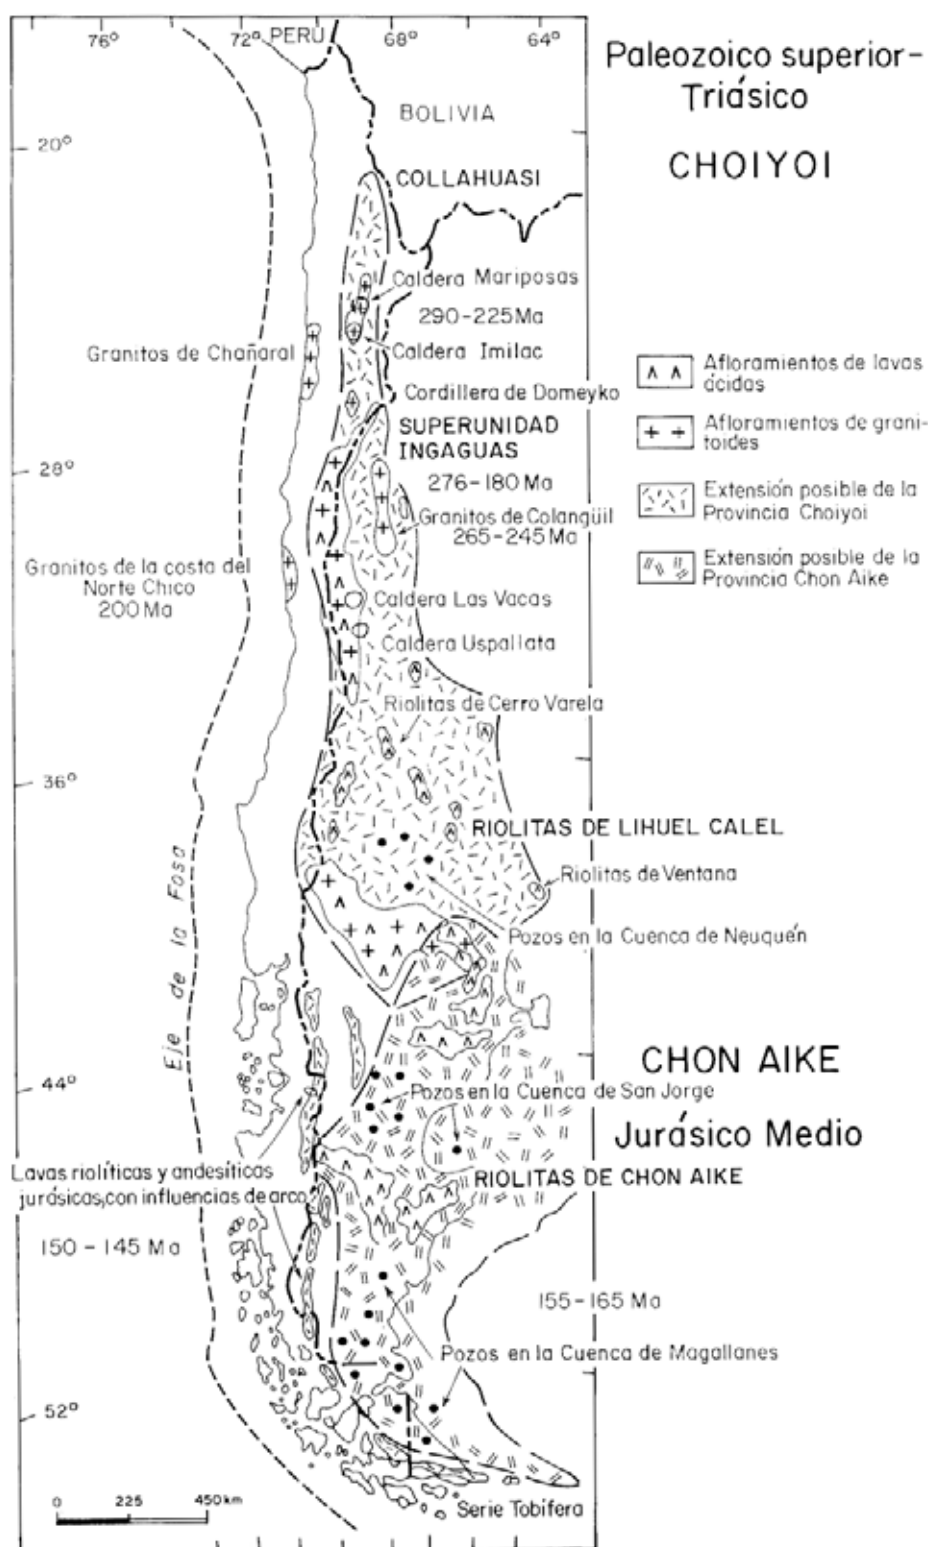 76°
72°
PERÚ
68°
64°
Paleozoico superior-
Triásico
CHOIYOI
BOLIVIA
20°
COLLAHUASI
Caldera Mariposas
290-225 Ma
Granitos de Chañaral
Caldera Imilac
Cordillera de Domeyko
SUPERUNIDAD
INGAGUAS
28°
276-180 Ma
Granitos de Colangüil
265-245 Ma
Granitos de la costa del
Norte Chico
200 Ma
Caldera Las Vacas
Caldera Uspallata
Riolitas de Cerro Varela
36°
RIOLITAS DE LIHUEL CALEL
Riolitas de Ventana
Pozos en la Cuenca de Neuquén
Eje de la Fosa
CHON AIKE
44°
Pozos en la Cuenca de San Jorge
Jurásico Medio
Lavas riolíticas y andesíticas
jurásicas, con influencias de arco
RIOLITAS DE CHON AIKE
150 - 145 Ma
155-165 Ma
Pozos en la Cuenca de Magallanes
52°
0 225 450 km
Serie Tobífera
Afloramientos de lavas
ácidas
Afloramientos de grani-
toides
Extensión posible de la
Provincia Choiyoi
Extensión posible de la
Provincia Chon Aike